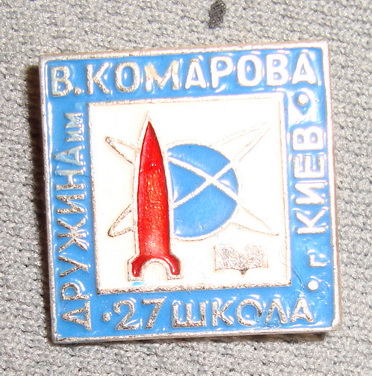 ДРУЖИНА им.
В. КОМАРОВА
г. КИЕВ
27 ШКОЛА